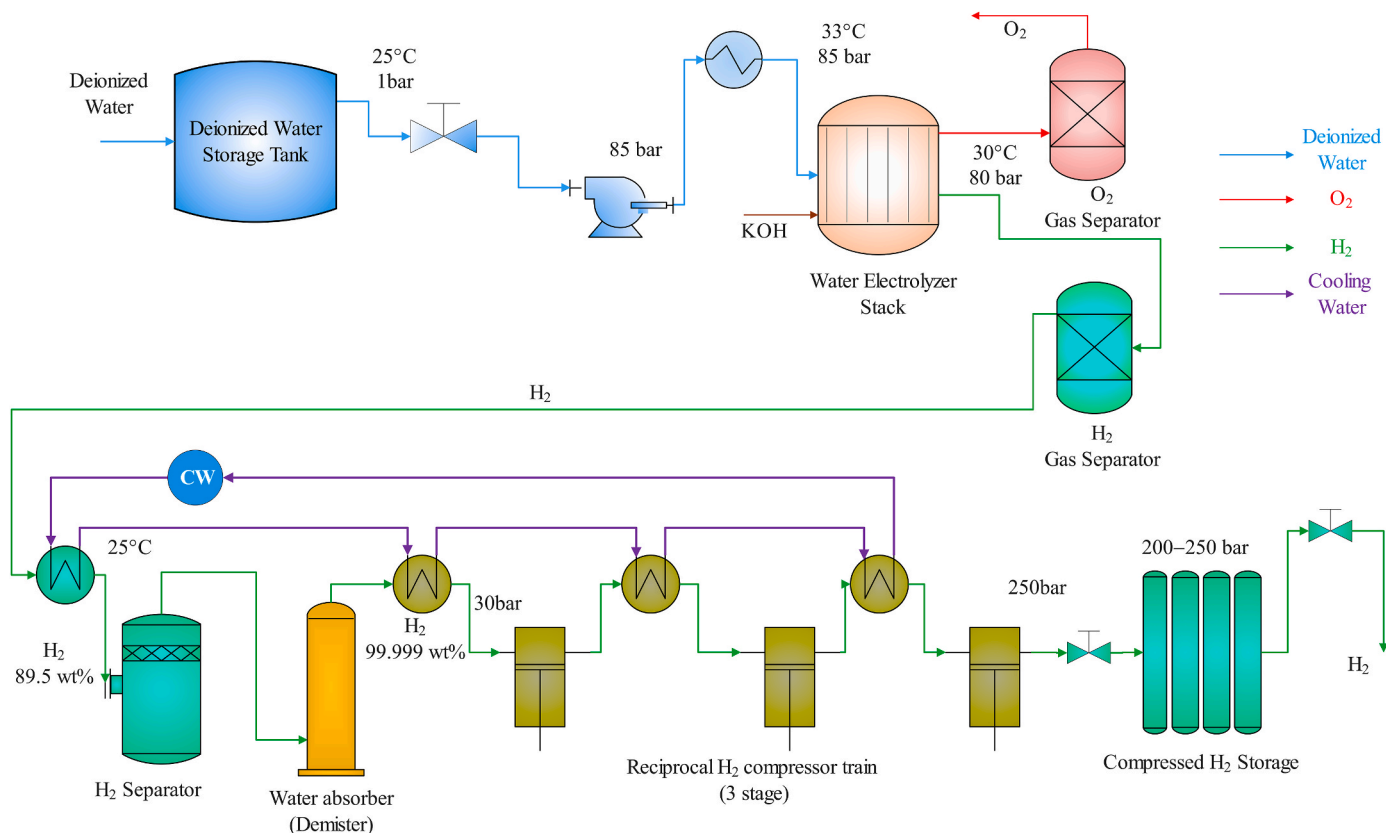 Deionized
Water
Deionized Water
Storage Tank
25°C
1bar
85 bar
33°C
85 bar
KOH
Water Electrolyzer
Stack
O₂
30°C
80 bar
O₂
Gas Separator
Deionized
Water
O₂
H₂
Cooling
Water
H₂
Gas Separator
H₂
CW
25°C
H₂
89.5 wt%
H₂ Separator
Water absorber
(Demister)
H₂
99.999 wt%
30bar
Reciprocal H₂ compressor train
(3 stage)
250bar
200–250 bar
Compressed H₂ Storage
H₂